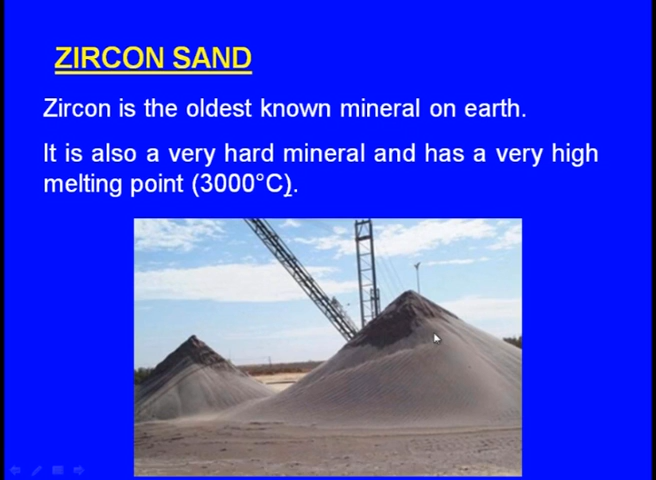 ZIRCON SAND
Zircon is the oldest known mineral on earth.
It is also a very hard mineral and has a very high
melting point (3000°C).